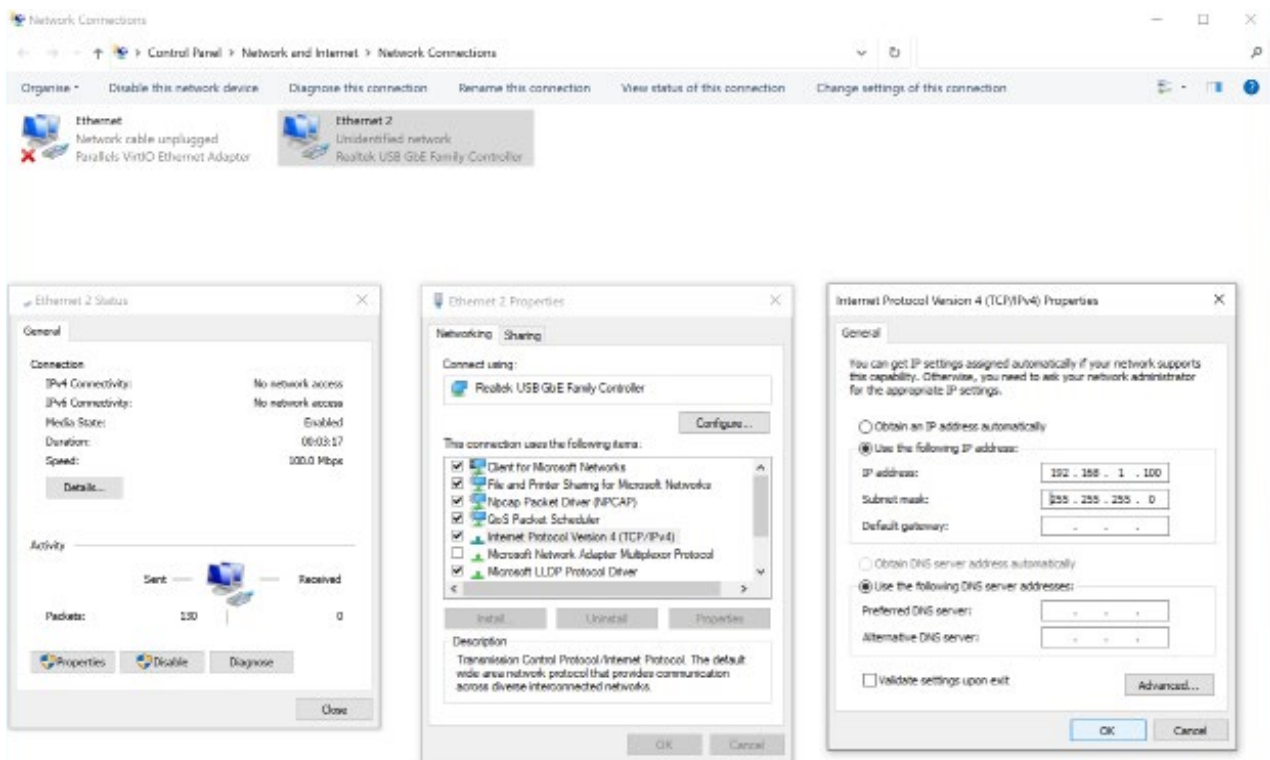 Network Connections
Control Panel > Network and Internet > Network Connections
Organise Disable this network device Diagnose this connection Rename this connection View status of this connection Change settings of this connection
Ethernet
Network cable unplugged
Parallels VirtIO Ethernet Adapter
Ethernet 2
Unidentified network
Realtek USB GbE Family Controller
Ethernet 2 Status
General
Connection
IPv4 Connectivity: No network access
IPv6 Connectivity: No network access
Media State: Enabled
Duration: 00:03:17
Speed: 100.0 Mbps
Details...
Activity
Sent Received
Packets: 130 0
Properties Disable Diagnose
Close
Ethernet 2 Properties
Networking Sharing
Connect using:
Realtek USB GbE Family Controller
Configure...
This connection uses the following items:
Client for Microsoft Networks
File and Printer Sharing for Microsoft Networks
Npcap Packet Driver (NPCAP)
QoS Packet Scheduler
Internet Protocol Version 4 (TCP/IPv4)
Microsoft Network Adapter Multiplexor Protocol
Microsoft LLDP Protocol Driver
Install... Uninstall Properties
Description
Transmission Control Protocol/Internet Protocol. The default
wide area network protocol that provides communication
across diverse interconnected networks.
OK Cancel
Internet Protocol Version 4 (TCP/IPv4) Properties
General
You can get IP settings assigned automatically if your network supports
this capability. Otherwise, you need to ask your network administrator
for the appropriate IP settings.
Obtain an IP address automatically
Use the following IP address:
IP address: 192 . 168 . 1 . 100
Subnet mask: 255 . 255 . 255 . 0
Default gateway: . . .
Obtain DNS server address automatically
Use the following DNS server addresses:
Preferred DNS server: . . .
Alternative DNS server: . . .
Validate settings upon exit
Advanced...
OK Cancel